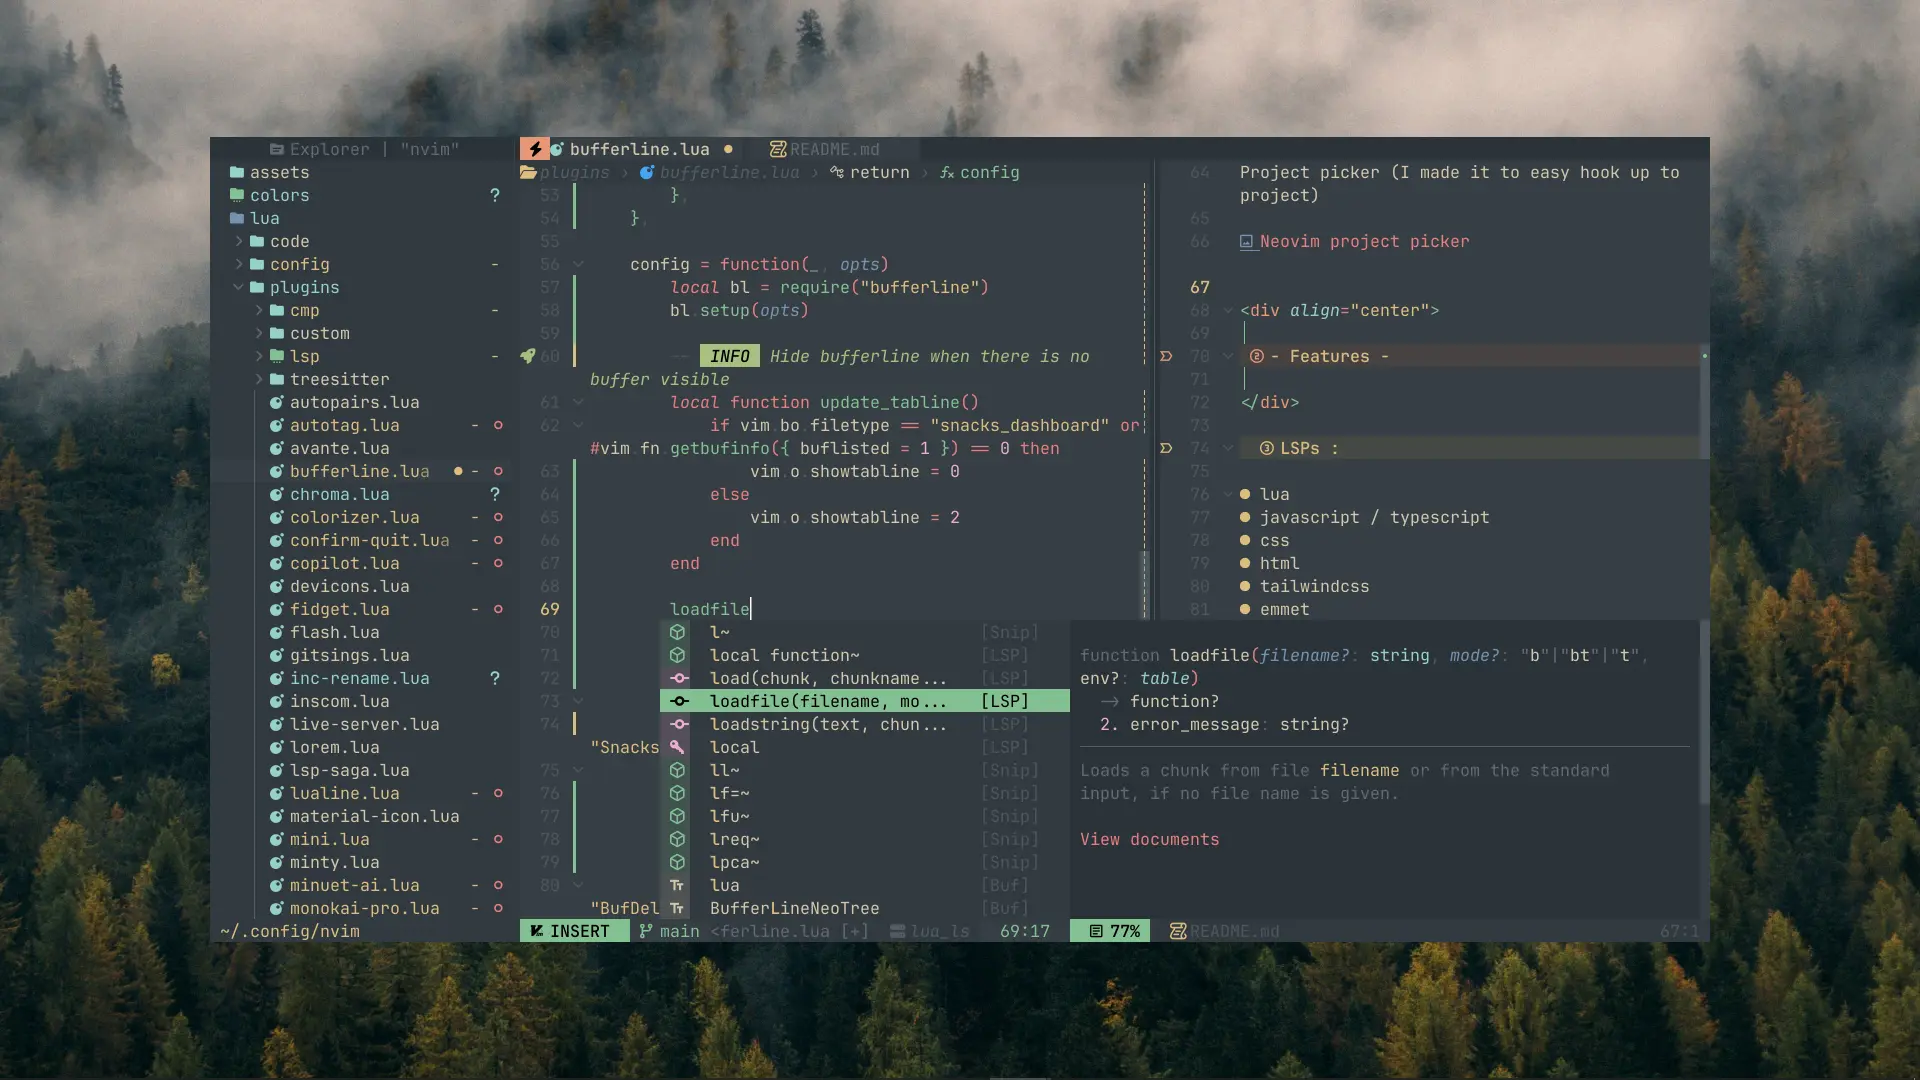 Explorer | "nvim"
assets
colors ?
lua
code
config -
plugins
cmp -
custom
lsp -
treesitter
autopairs.lua
autotag.lua -
avante.lua
bufferline.lua ● -
chroma.lua ?
colorizer.lua -
confirm-quit.lua -
copilot.lua -
devicons.lua
fidget.lua -
flash.lua
gitsings.lua
inc-rename.lua ?
inscom.lua
live-server.lua
lorem.lua
lsp-saga.lua
lualine.lua -
material-icon.lua
mini.lua -
minty.lua
minuet-ai.lua -
monokai-pro.lua -
~/.config/nvim
bufferline.lua ● README.md
plugins › bufferline.lua › return › fx config
53 },
54 },
55
56 config = function(_, opts)
57 local bl = require("bufferline")
58 bl.setup(opts)
59
60 -- INFO Hide bufferline when there is no
buffer visible
61 local function update_tabline()
62 if vim.bo.filetype == "snacks_dashboard" or
#vim.fn.getbufinfo({ buflisted = 1 }) == 0 then
63 vim.o.showtabline = 0
64 else
65 vim.o.showtabline = 2
66 end
67 end
68
69 loadfile
70 l~ [Snip]
71 local function~ [LSP]
72 load(chunk, chunkname... [LSP]
73 loadfile(filename, mo... [LSP]
74 loadstring(text, chun... [LSP]
"Snacks local [LSP]
75 ll~ [Snip]
76 lf=~ [Snip]
77 lfu~ [Snip]
78 lreq~ [Snip]
79 lpca~ [Snip]
80 lua [Buf]
"BufDel BufferLineNeoTree [Buf]
INSERT main <ferline.lua [+] lua_ls 69:17 77%
64 Project picker (I made it to easy hook up to
project)
65
66 Neovim project picker
67
68 <div align="center">
69
70 ② - Features -
71
72 </div>
73
74 ③ LSPs :
75
76 ● lua
77 ● javascript / typescript
78 ● css
79 ● html
80 ● tailwindcss
81 ● emmet
function loadfile(filename?: string, mode?: "b"|"bt"|"t",
env?: table)
-> function?
2. error_message: string?
Loads a chunk from file filename or from the standard
input, if no file name is given.
View documents
README.md 67:1